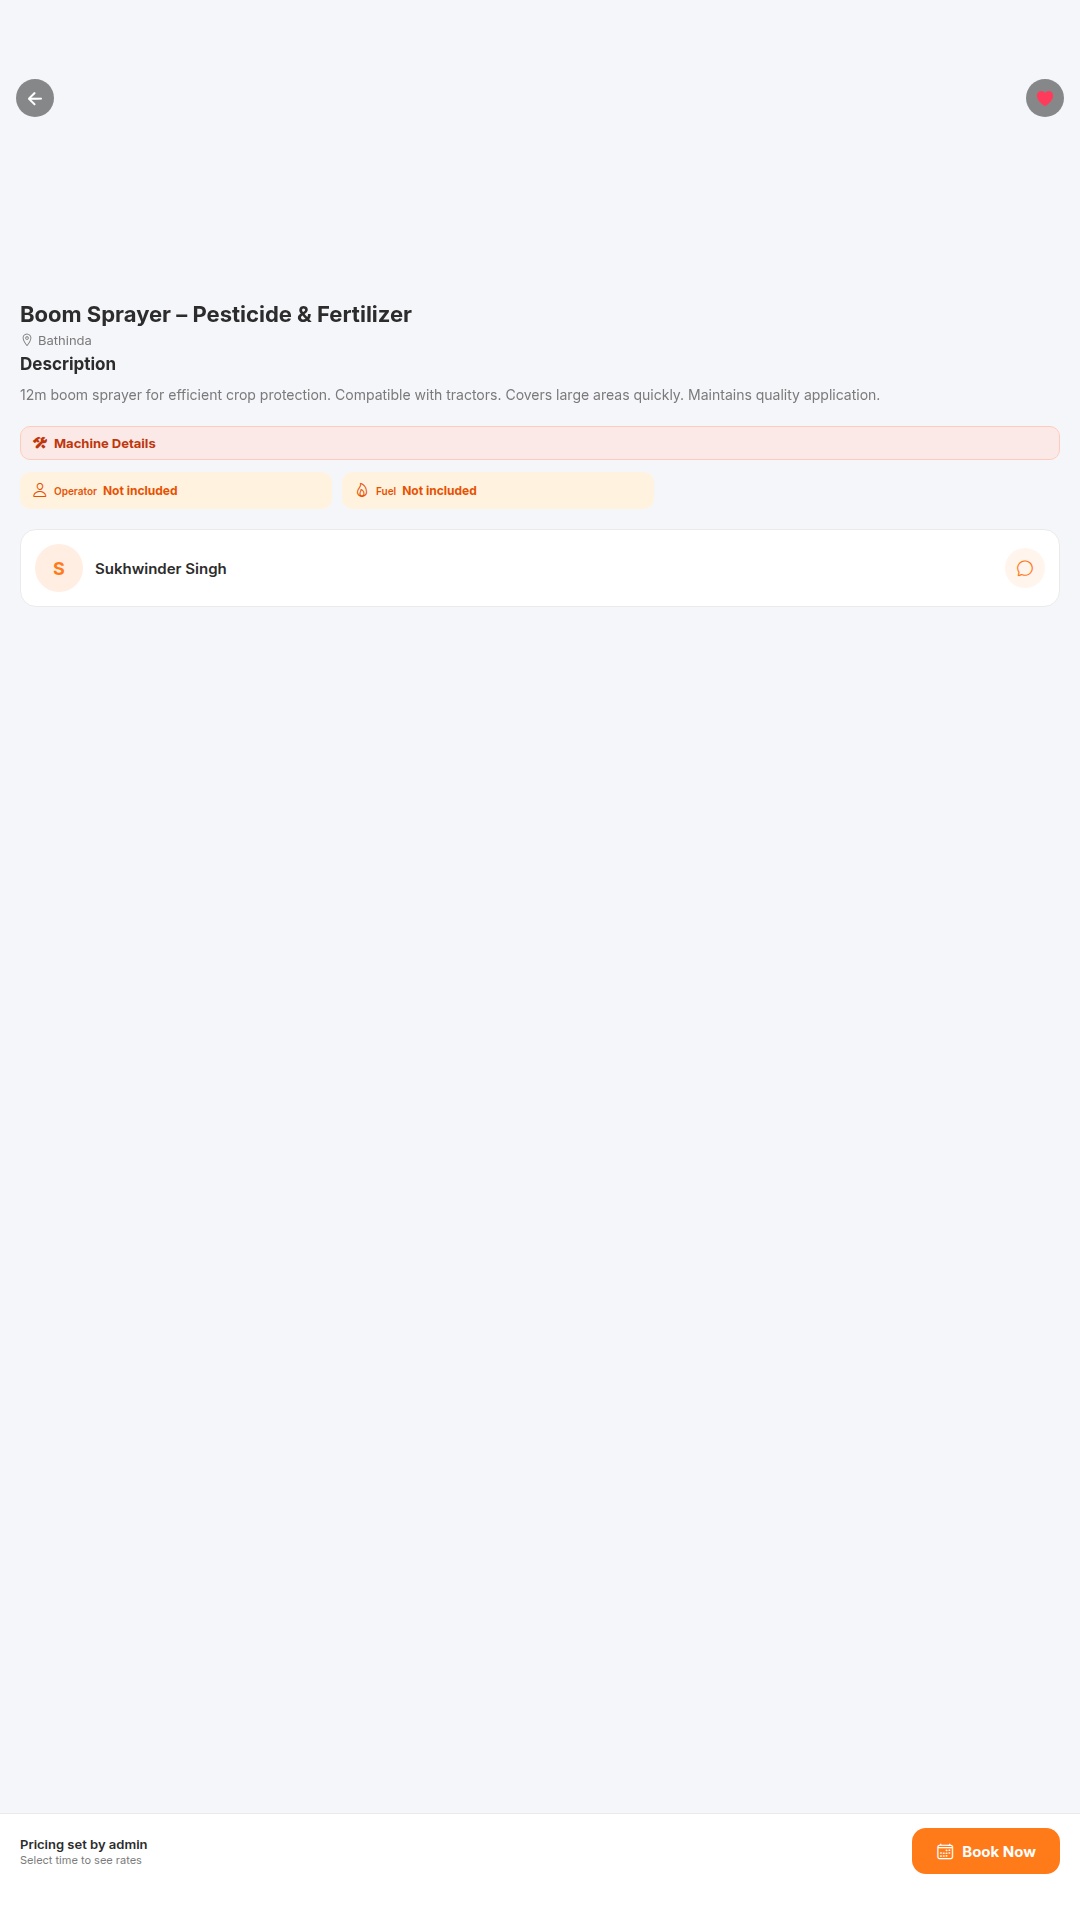 Boom Sprayer – Pesticide & Fertilizer
Bathinda
Description
12m boom sprayer for efficient crop protection. Compatible with tractors. Covers large areas quickly. Maintains quality application.
Machine Details
Operator Not included
Fuel Not included
S
Sukhwinder Singh
Pricing set by admin
Select time to see rates
Book Now